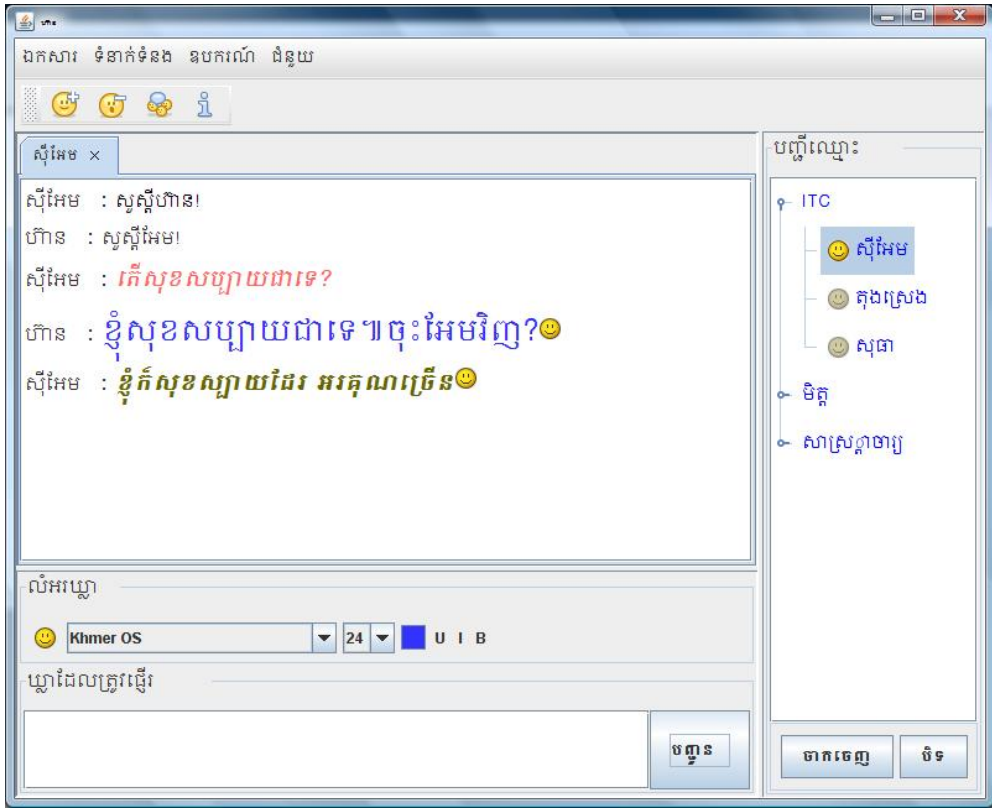 ហ៊ាន
ឯកសារ ទំនាក់ទំនង ឧបករណ៍ ជំនួយ
ស៊ីអែម ×
ស៊ីអែម : សួស្ដីហ៊ាន!
ហ៊ាន : សួស្ដីអែម!
ស៊ីអែម : តើសុខសប្បាយជាទេ?
ហ៊ាន : ខ្ញុំសុខសប្បាយជាទេ៕ចុះអែមវិញ?
ស៊ីអែម : ខ្ញុំក៏សុខស្បាយដែរ អរគុណច្រើន
លំអរឃ្លា
Khmer OS 24 U I B
ឃ្លាដែលត្រូវផ្ញើរ
បញ្ជូន
បញ្ជីឈ្មោះ
ITC
ស៊ីអែម
តុងស្រេង
សុធា
មិត្ត
សាស្រ្ដាចារ្យ
ចាកចេញ បិទ